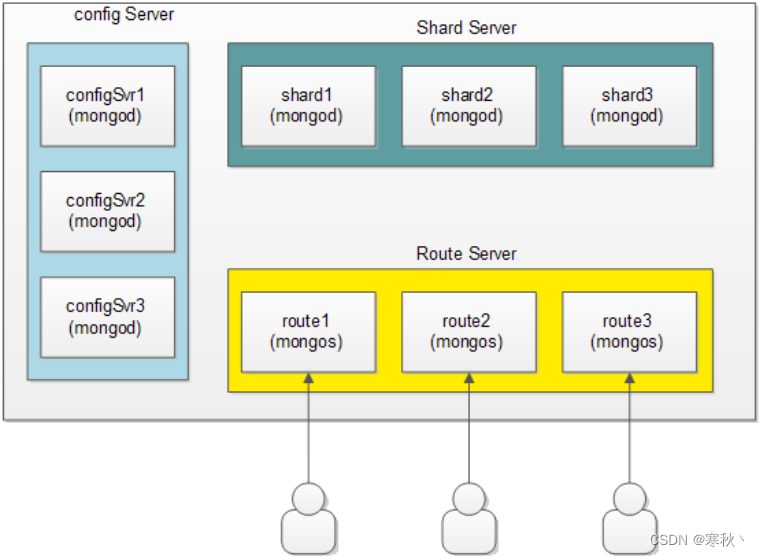 config Server
configSvr1
(mongod)
configSvr2
(mongod)
configSvr3
(mongod)
Shard Server
shard1
(mongod)
shard2
(mongod)
shard3
(mongod)
Route Server
route1
(mongos)
route2
(mongos)
route3
(mongos)
CSDN @寒秋丶